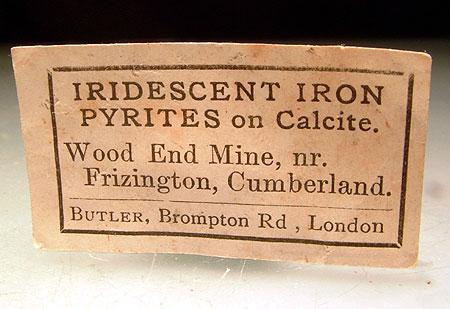 IRIDESCENT IRON
PYRITES on Calcite.
Wood End Mine, nr.
Frizington, Cumberland.
BUTLER, Brompton Rd , London